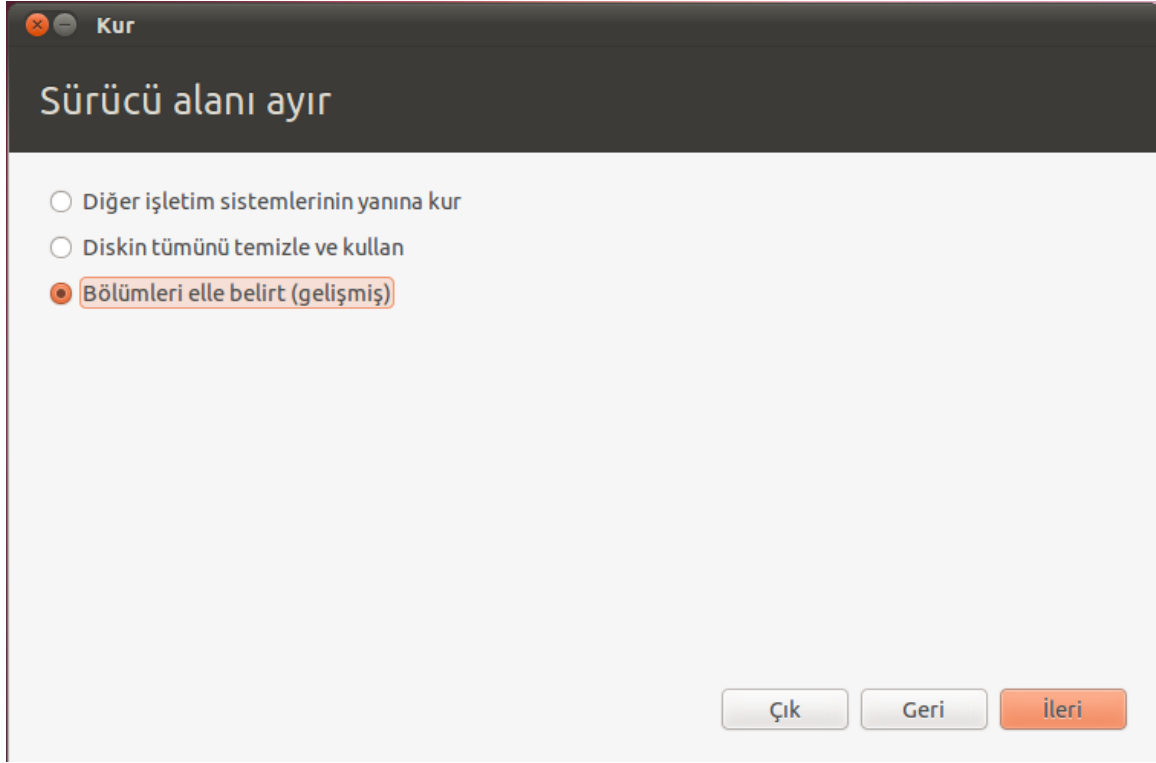 Kur
Sürücü alanı ayır
Diğer işletim sistemlerinin yanına kur
Diskin tümünü temizle ve kullan
Bölümleri elle belirt (gelişmiş)
Çık
Geri
İleri